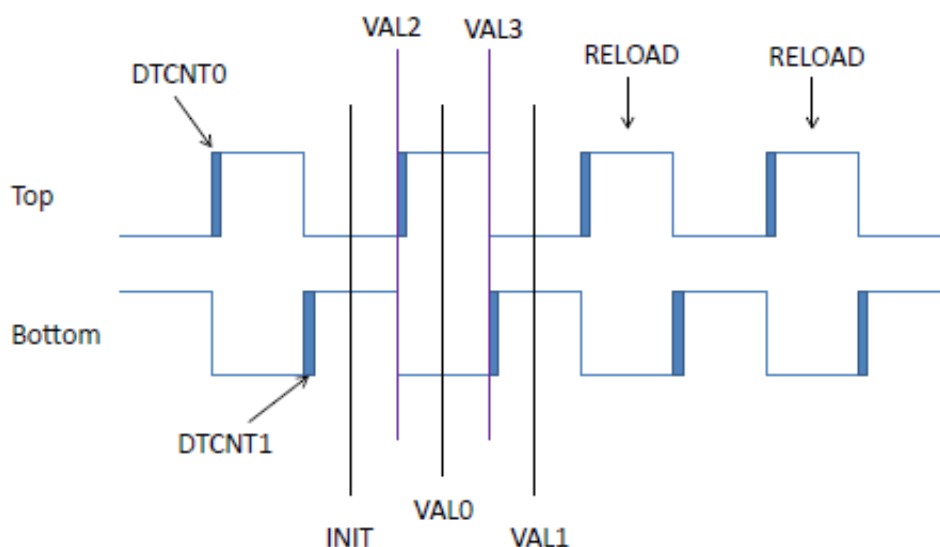 VAL2
VAL3
DTCNT0
RELOAD
RELOAD
Top
Bottom
DTCNT1
VAL0
INIT
VAL1